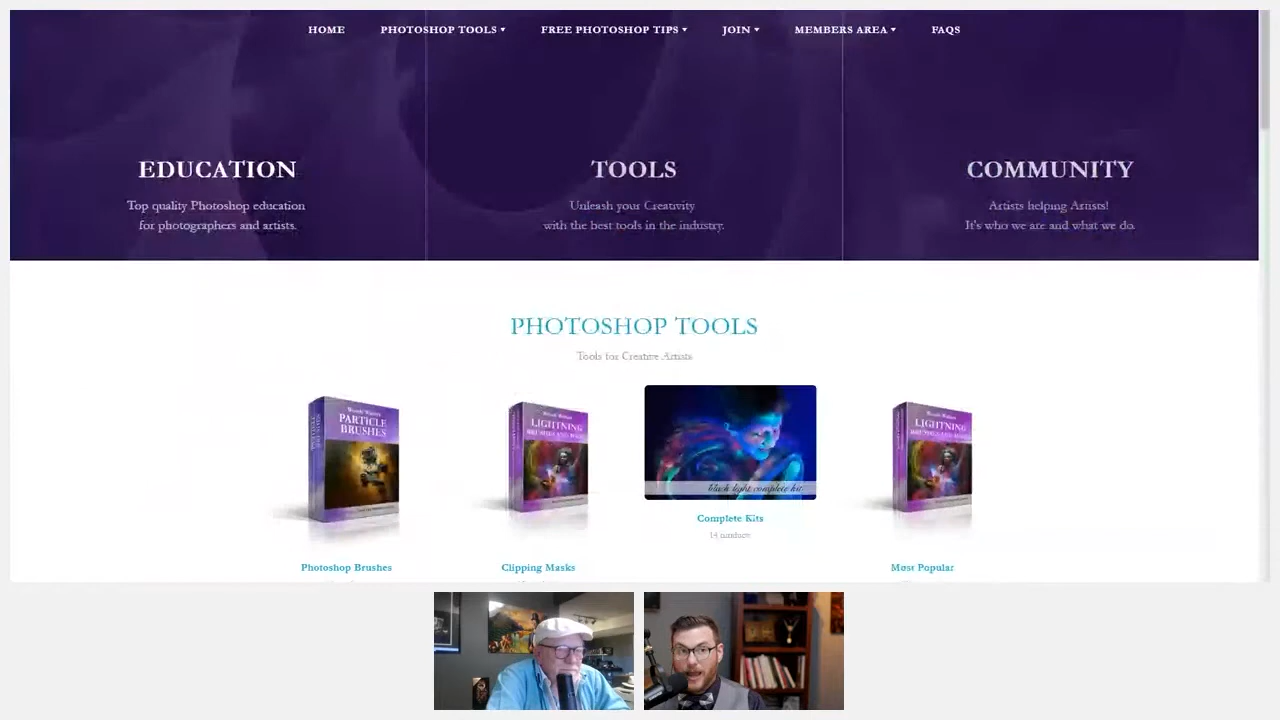 HOME
PHOTOSHOP TOOLS
FREE PHOTOSHOP TIPS
JOIN
MEMBERS AREA
FAQS
EDUCATION
Top quality Photoshop education
for photographers and artists.
TOOLS
Unleash your Creativity
with the best tools in the industry.
COMMUNITY
Artists helping Artists!
It's who we are and what we do.
PHOTOSHOP TOOLS
Tools for Creative Artists
PARTICLE
BRUSHES
LIGHTNING
black light complete kit
LIGHTNING
Photoshop Brushes
Clipping Masks
Complete Kits
14 products
Most Popular